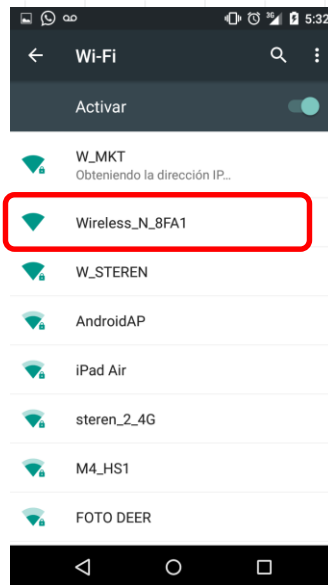 3G 5:32
Wi-Fi
Activar
W_MKT
Obteniendo la dirección IP...
Wireless_N_8FA1
W_STEREN
AndroidAP
iPad Air
steren_2_4G
M4_HS1
FOTO DEER